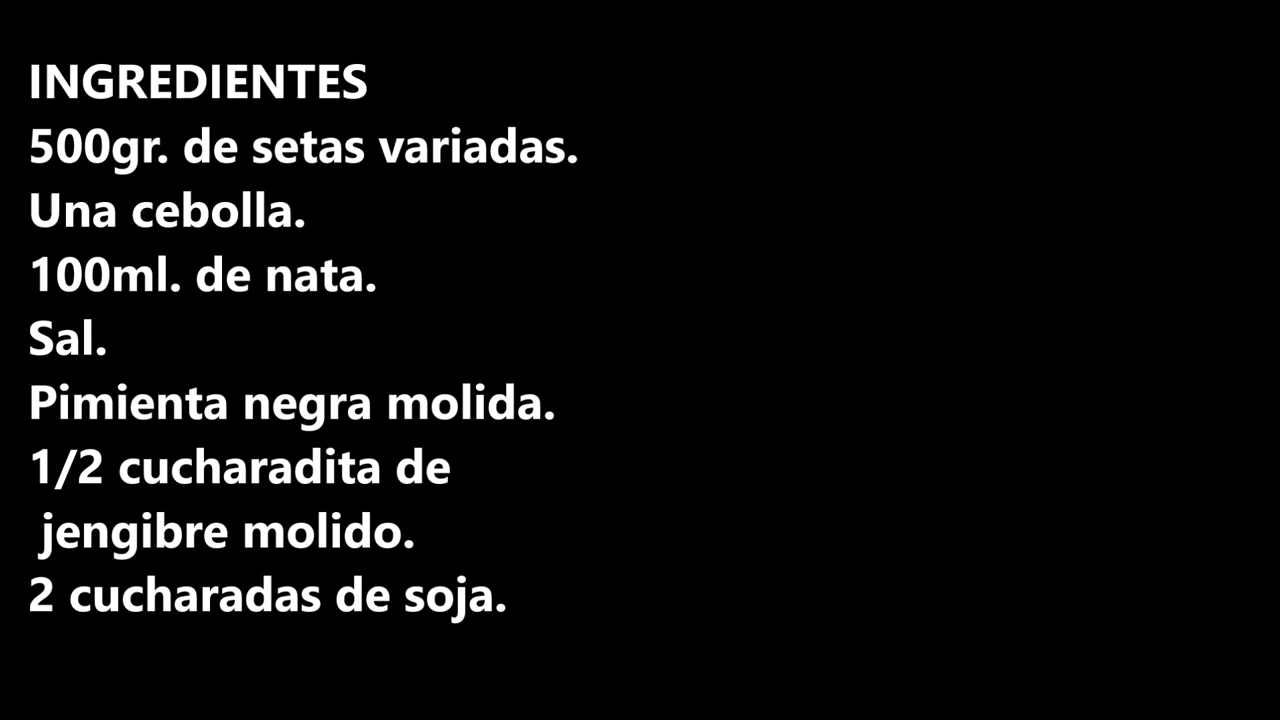 INGREDIENTES
500gr. de setas variadas.
Una cebolla.
100ml. de nata.
Sal.
Pimienta negra molida.
1/2 cucharadita de
jengibre molido.
2 cucharadas de soja.